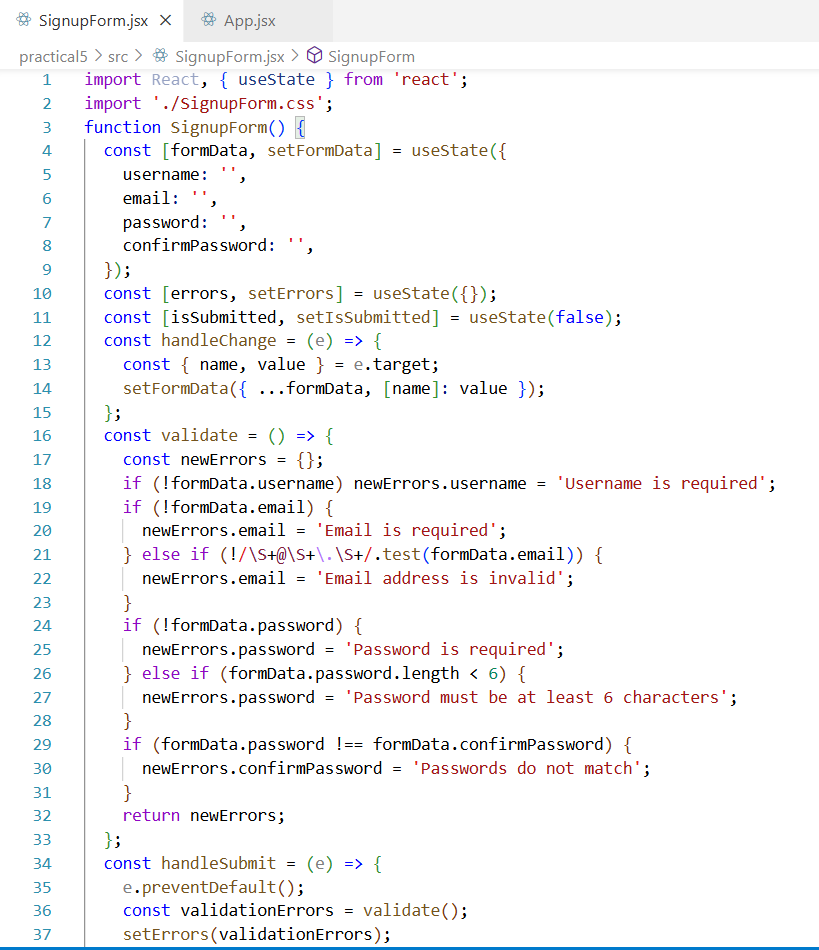 SignupForm.jsx × App.jsx
practical5 > src > SignupForm.jsx > SignupForm
1 import React, { useState } from 'react';
2 import './SignupForm.css';
3 function SignupForm() {
4   const [formData, setFormData] = useState({
5     username: '',
6     email: '',
7     password: '',
8     confirmPassword: '',
9   });
10   const [errors, setErrors] = useState({});
11   const [isSubmitted, setIsSubmitted] = useState(false);
12   const handleChange = (e) => {
13     const { name, value } = e.target;
14     setFormData({ ...formData, [name]: value });
15   };
16   const validate = () => {
17     const newErrors = {};
18     if (!formData.username) newErrors.username = 'Username is required';
19     if (!formData.email) {
20       newErrors.email = 'Email is required';
21     } else if (!/\S+@\S+\.\S+/.test(formData.email)) {
22       newErrors.email = 'Email address is invalid';
23     }
24     if (!formData.password) {
25       newErrors.password = 'Password is required';
26     } else if (formData.password.length < 6) {
27       newErrors.password = 'Password must be at least 6 characters';
28     }
29     if (formData.password !== formData.confirmPassword) {
30       newErrors.confirmPassword = 'Passwords do not match';
31     }
32     return newErrors;
33   };
34   const handleSubmit = (e) => {
35     e.preventDefault();
36     const validationErrors = validate();
37     setErrors(validationErrors);